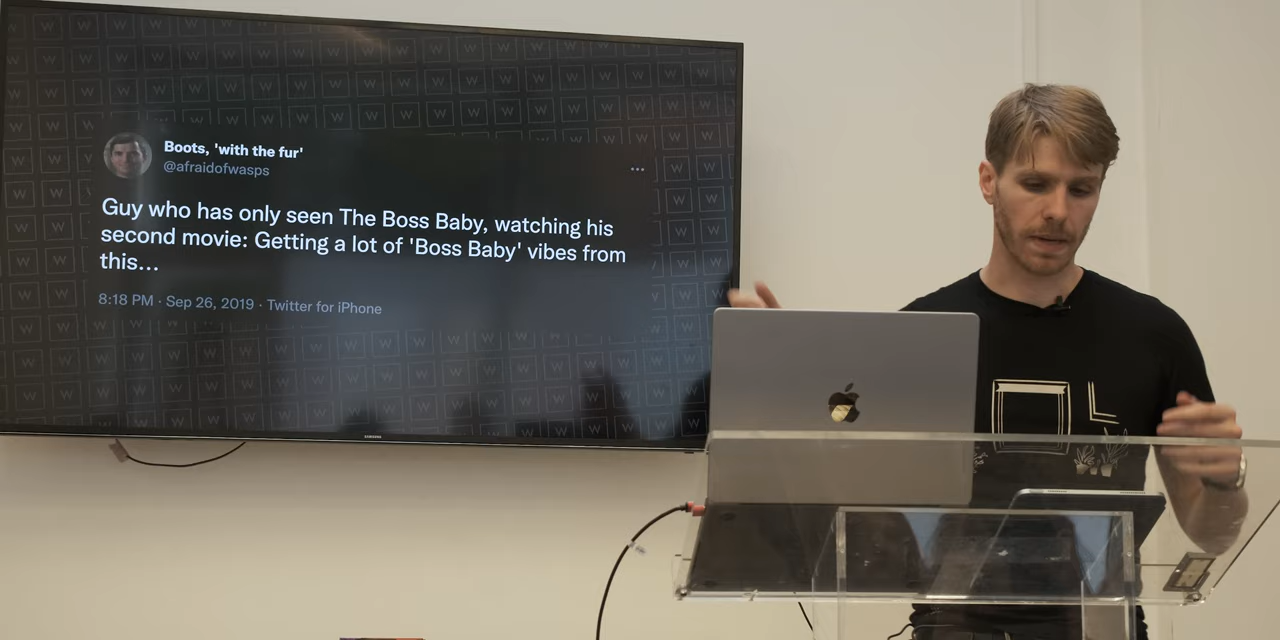 Boots, 'with the fur'
@afraidofwasps
Guy who has only seen The Boss Baby, watching his
second movie: Getting a lot of 'Boss Baby' vibes from
this...
8:18 PM · Sep 26, 2019 · Twitter for iPhone
SAMSUNG